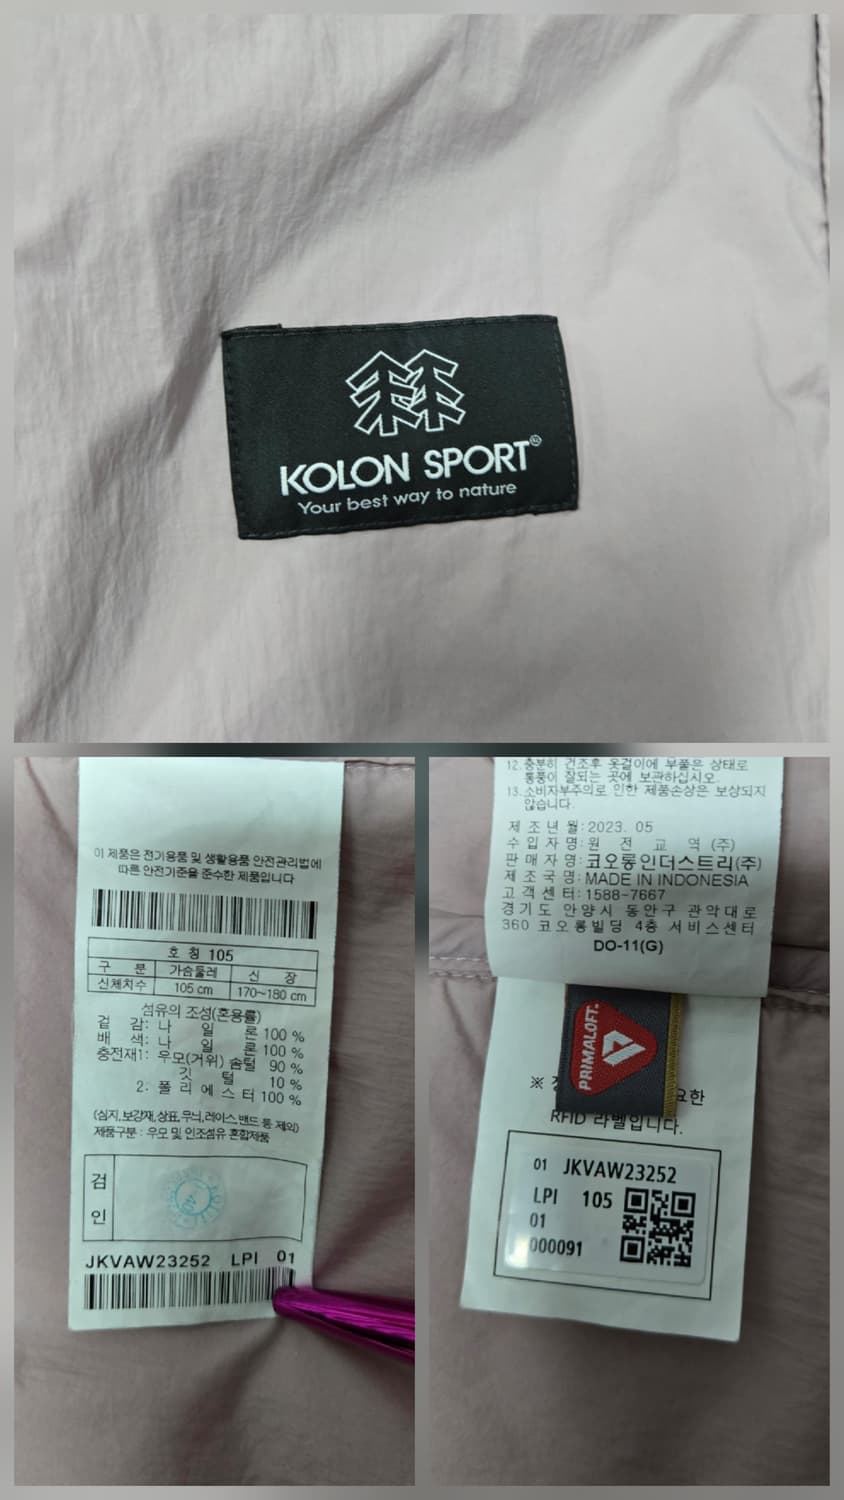 KOLON SPORT®
Your best way to nature
이 제품은 전기용품 및 생활용품 안전관리법에
따른 안전기준을 준수한 제품입니다
호 칭 105
구 분 가슴둘레 신 장
신체치수 105 cm 170~180 cm
섬유의 조성(혼용률)
겉 감: 나 일 론 100 %
배 색: 나 일 론 100 %
충전재1: 우모(거위) 솜털 90 %
깃 털 10 %
2. 폴 리 에 스 터 100 %
(심지,보강재,상표,무늬,레이스,밴드 등 제외)
제품구분 : 우모 및 인조섬유 혼합제품
검
인
JKVAW23252 LPI 01
12.충분히 건조후 옷걸이에 부풀은 상태로
통풍이 잘되는 곳에 보관하십시오.
13.소비자부주의로 인한 제품손상은 보상되지
않습니다.
제 조 년 월: 2023. 05
수 입 자 명: 원 전 교 역 (주)
판 매 자 명: 코오롱인더스트리(주)
제 조 국 명: MADE IN INDONESIA
고 객 센 터: 1588-7667
경기도 안양시 동안구 관악대로
360 코오롱빌딩 4층 서비스센터
DO-11(G)
PRIMALOFT
※
요한
RFID 라벨입니다.
01 JKVAW23252
LPI 105
01
000091